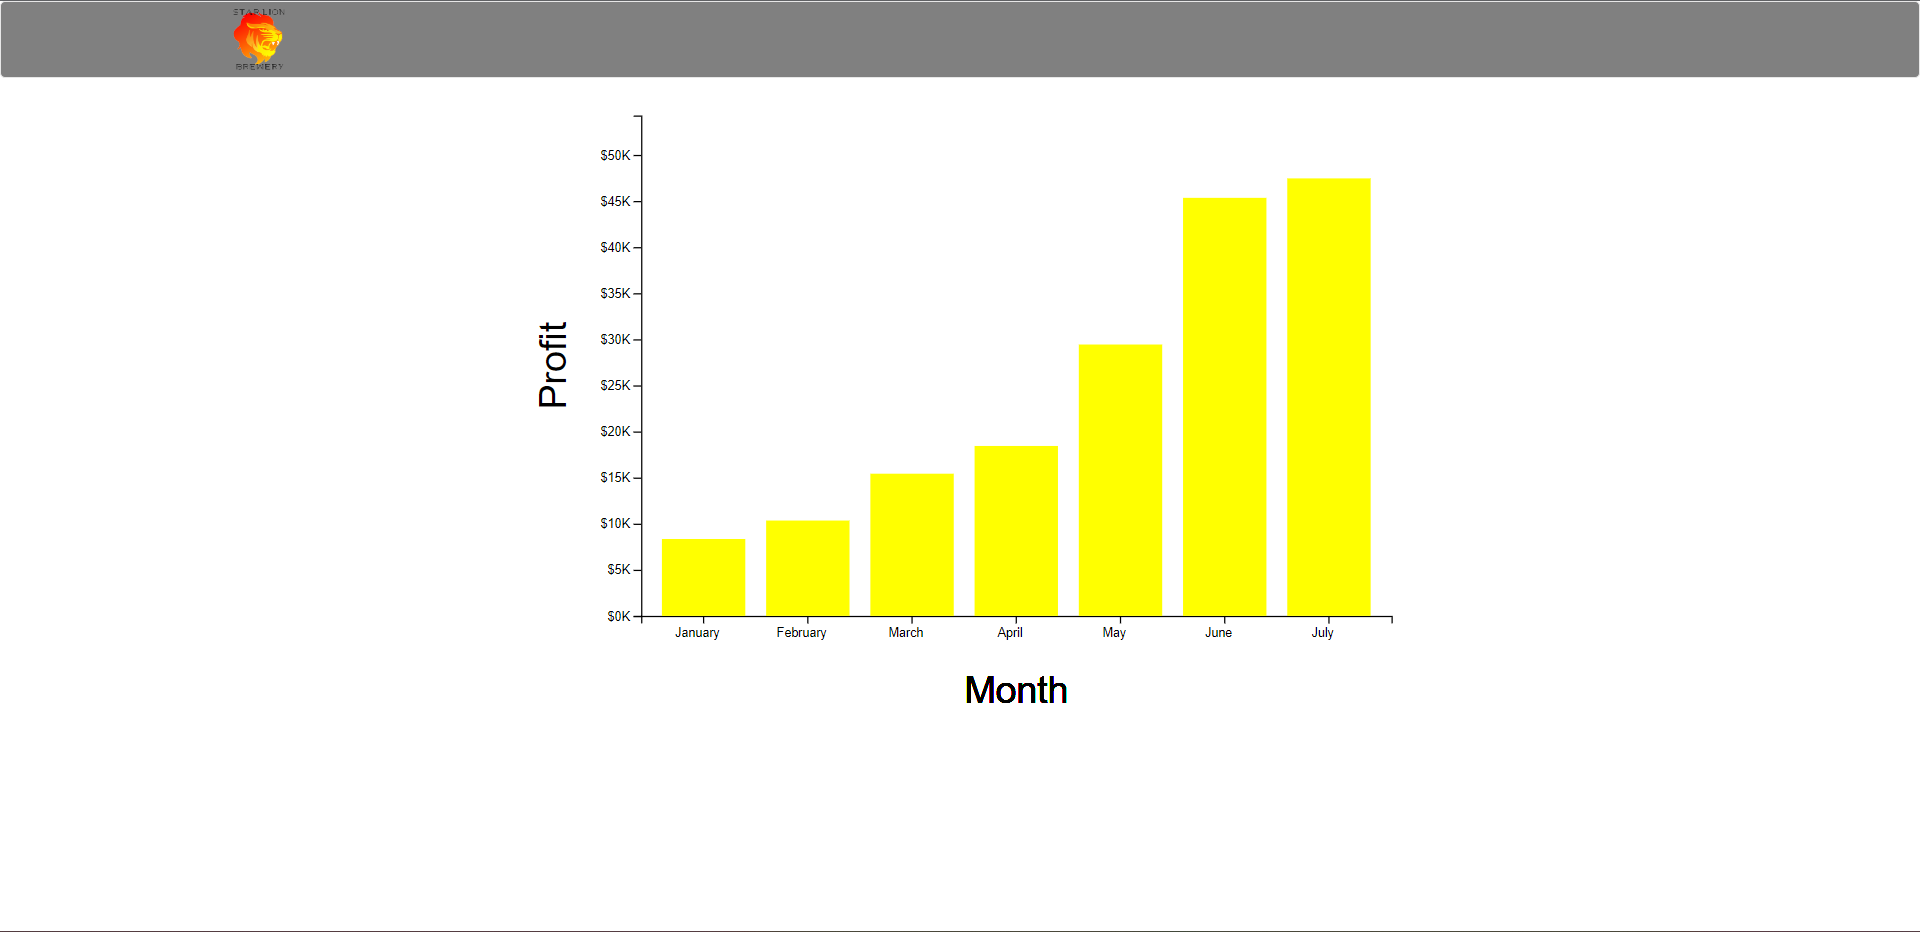 STAR LION
BREWERY
$50K
$45K
$40K
$35K
$30K
$25K
$20K
$15K
$10K
$5K
$0K
Profit
January February March April May June July
Month